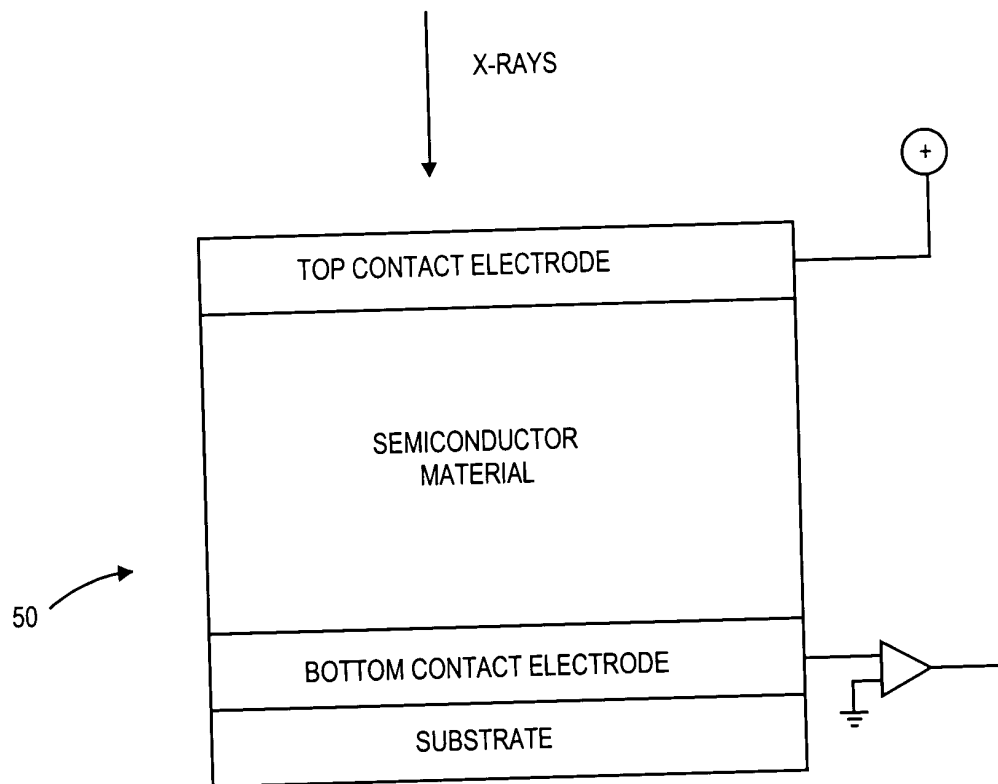 X-RAYS
+
TOP CONTACT ELECTRODE
SEMICONDUCTOR
MATERIAL
50
BOTTOM CONTACT ELECTRODE
SUBSTRATE